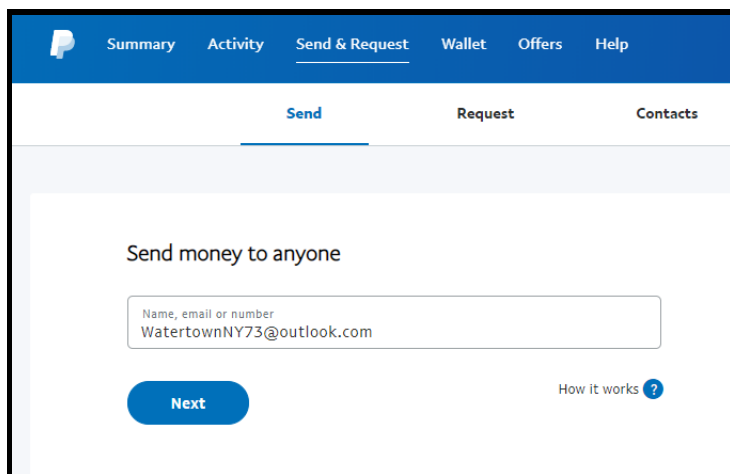 Summary Activity Send & Request Wallet Offers Help
Send Request Contacts
Send money to anyone
Name, email or number
WatertownNY73@outlook.com
Next
How it works ?